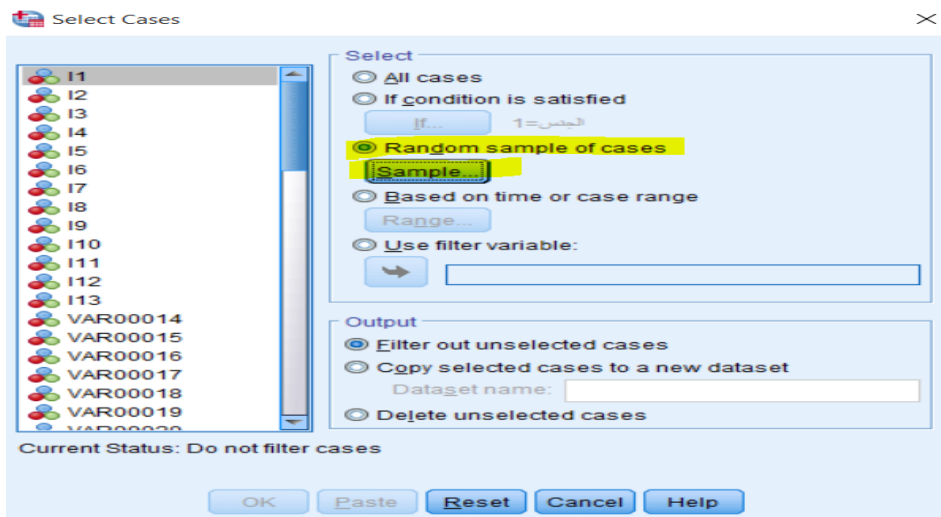 Select Cases
I1
I2
I3
I4
I5
I6
I7
I8
I9
I10
I11
I12
I13
VAR00014
VAR00015
VAR00016
VAR00017
VAR00018
VAR00019
Select
All cases
If condition is satisfied
If...
الجنس=1
Random sample of cases
Sample...
Based on time or case range
Range...
Use filter variable:
Output
Filter out unselected cases
Copy selected cases to a new dataset
Dataset name:
Delete unselected cases
Current Status: Do not filter cases
OK
Paste
Reset
Cancel
Help